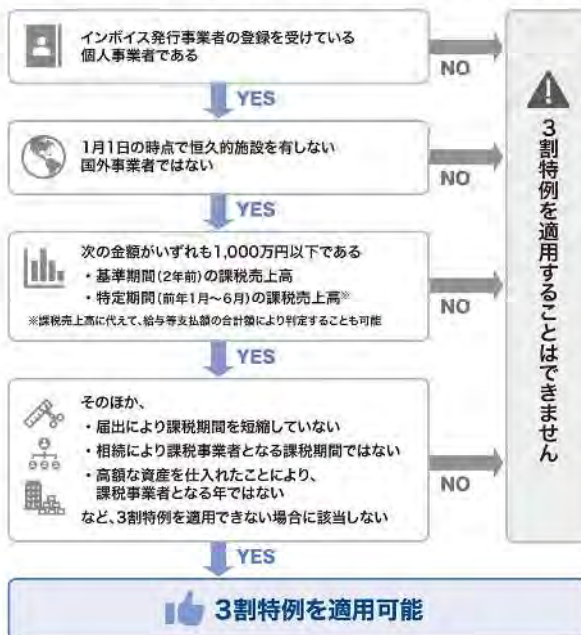 インボイス発行事業者の登録を受けている
個人事業者である
NO
YES
1月1日の時点で恒久的施設を有しない
国外事業者ではない
NO
YES
次の金額がいずれも1,000万円以下である
・基準期間(2年前)の課税売上高
・特定期間(前年1月～6月)の課税売上高※
※課税売上高に代えて、給与等支払額の合計額により判定することも可能
NO
YES
そのほか、
・届出により課税期間を短縮していない
・相続により課税事業者となる課税期間ではない
・高額な資産を仕入れたことにより、
課税事業者となる年ではない
など、3割特例を適用できない場合に該当しない
NO
YES
3割特例を適用することはできません
3割特例を適用可能